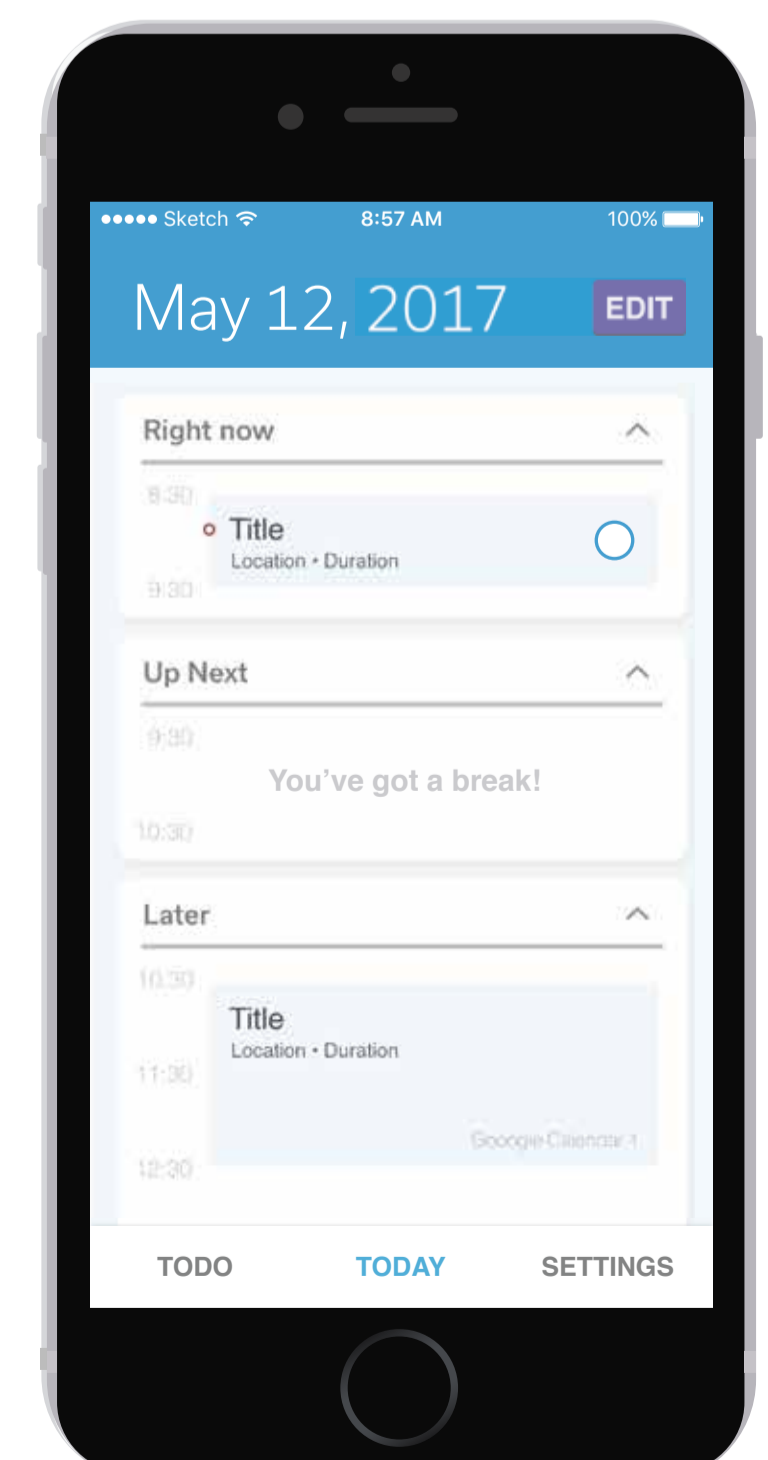 Sketch 8:57 AM 100%
May 12, 2017 EDIT
Right now
8:30
Title
Location • Duration
9:30
Up Next
9:30
You’ve got a break!
10:30
Later
10:30
Title
Location • Duration
11:30
Calendar 1
12:30
TODO TODAY SETTINGS